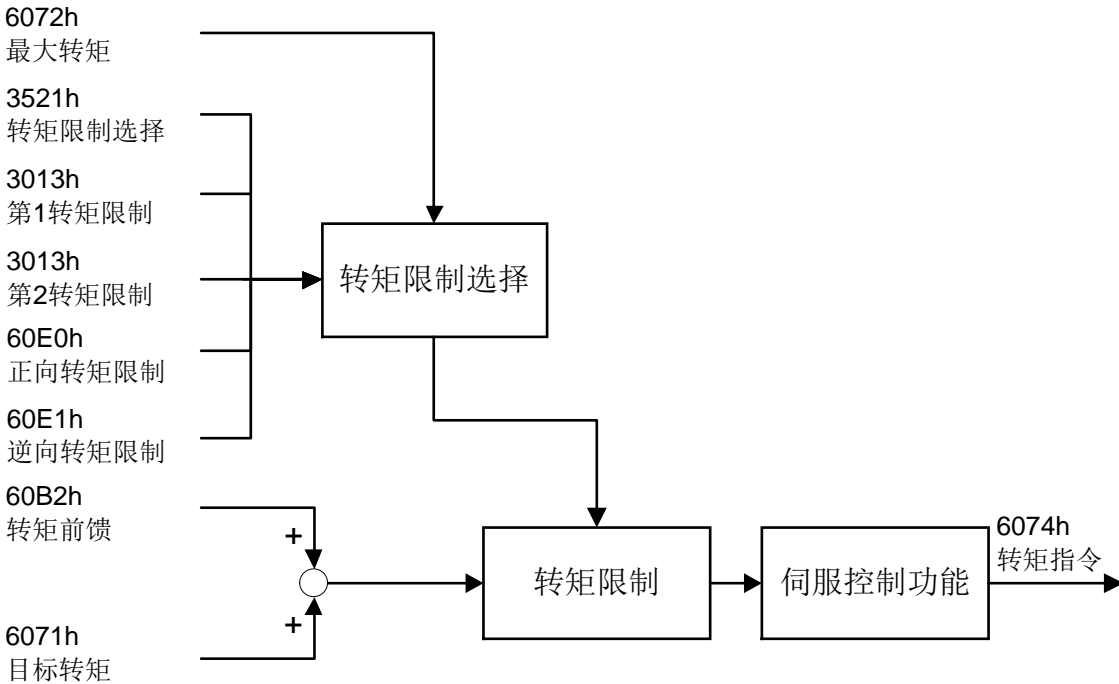 6072h
最大转矩
3521h
转矩限制选择
3013h
第1转矩限制
3013h
第2转矩限制
转矩限制选择
60E0h
正向转矩限制
60E1h
逆向转矩限制
60B2h
转矩前馈
+
+
转矩限制
伺服控制功能
6074h
转矩指令
6071h
目标转矩